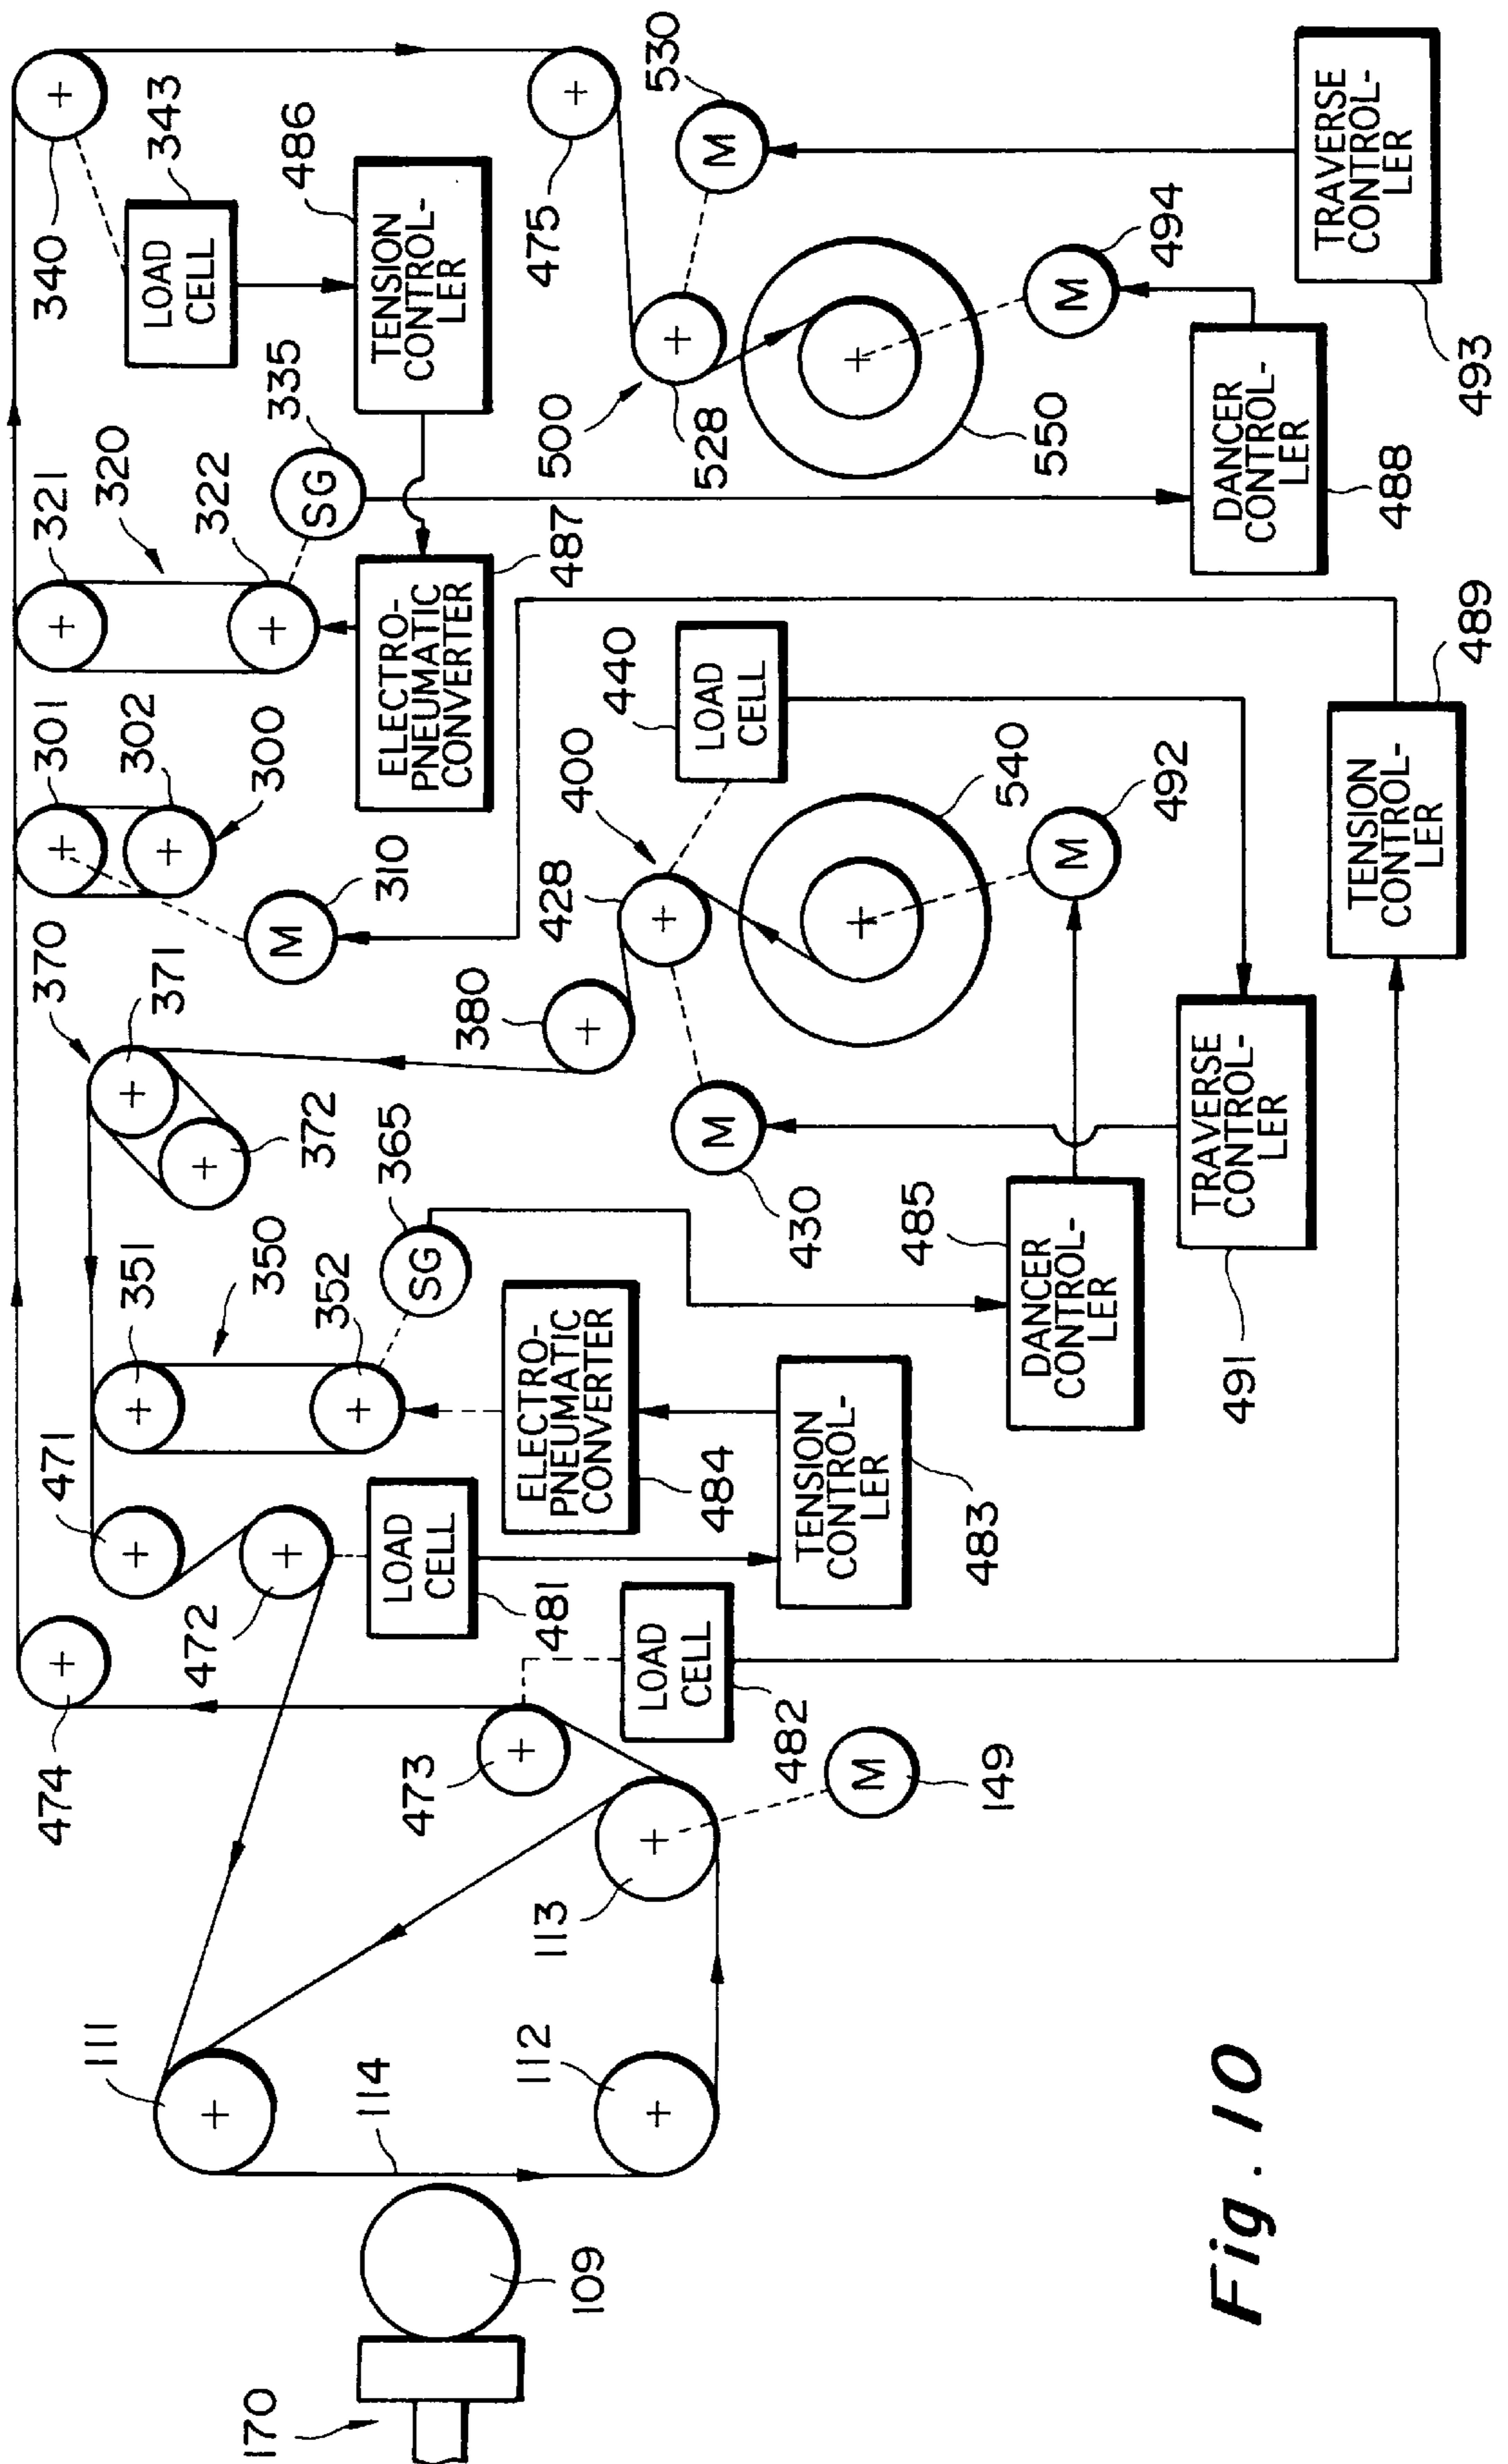 Fig. 10
170
109
111
114
112
113
149
M
474
473
482
LOAD
CELL
472
471
481
LOAD
CELL
483
TENSION
CONTROL-
LER
484
ELECTRO-
PNEUMATIC
CONVERTER
351
350
352
365
SG
485
DANCER
CONTROL-
LER
491
TRAVERSE
CONTROL-
LER
370
371
372
380
430
M
428
400
440
LOAD
CELL
540
492
M
489
TENSION
CONTROL-
LER
301
302
300
310
M
321
320
322
335
SG
487
ELECTRO-
PNEUMATIC
CONVERTER
340
343
LOAD
CELL
486
TENSION
CONTROL-
LER
475
500
528
530
M
550
494
M
488
DANCER
CONTROL-
LER
493
TRAVERSE
CONTROL-
LER